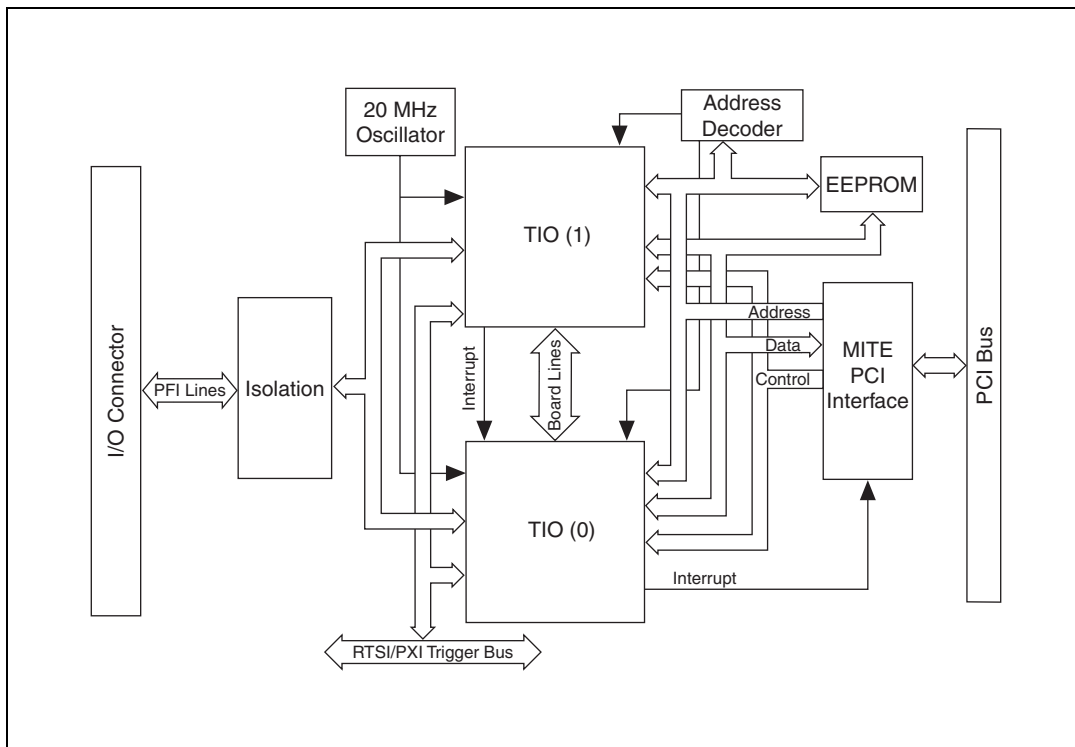 20 MHz
Oscillator
Address
Decoder
EEPROM
TIO (1)
I/O Connector
PFI Lines
Isolation
Interrupt
Board Lines
Address
Data
Control
MITE
PCI
Interface
PCI Bus
TIO (0)
Interrupt
RTSI/PXI Trigger Bus